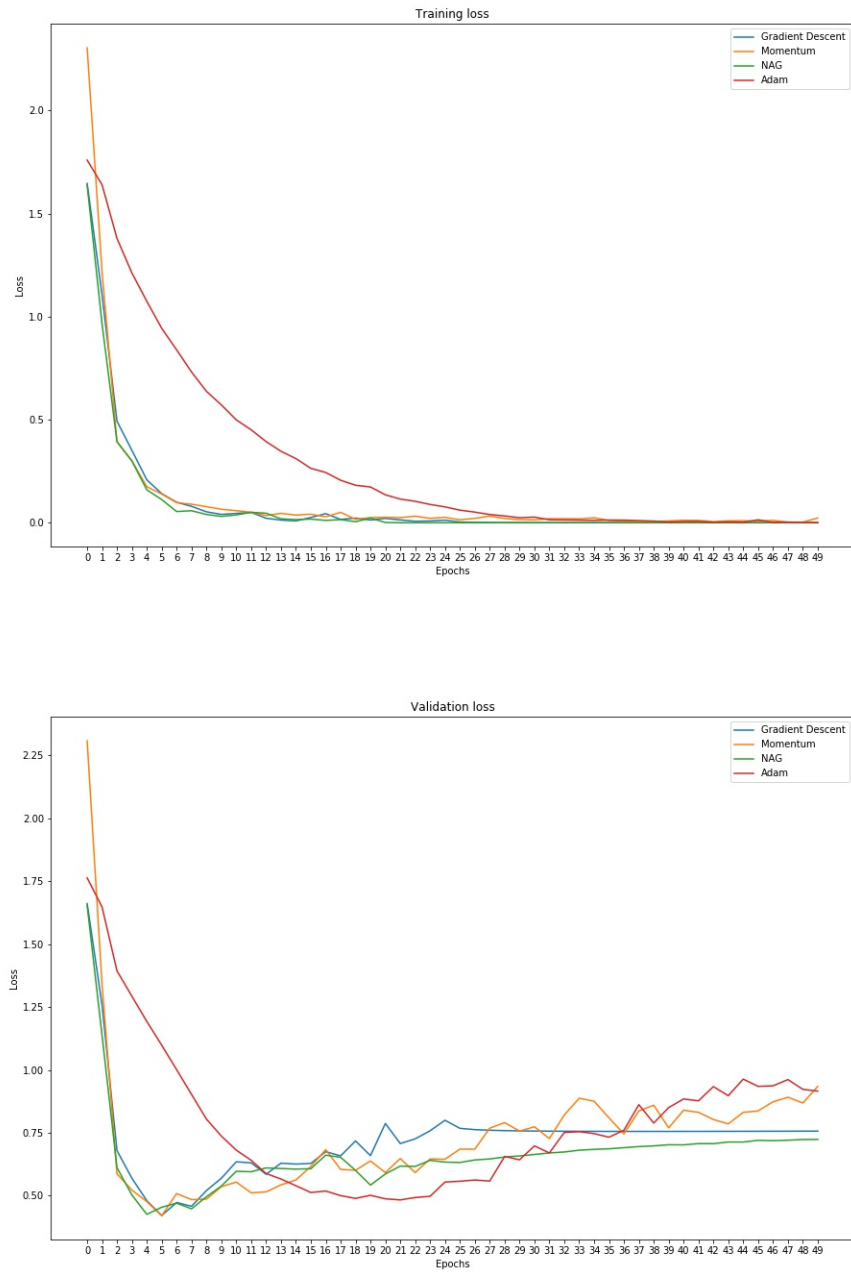 Training loss
Gradient Descent
Momentum
NAG
Adam
2.0
1.5
1.0
0.5
0.0
Loss
0 1 2 3 4 5 6 7 8 9 10 11 12 13 14 15 16 17 18 19 20 21 22 23 24 25 26 27 28 29 30 31 32 33 34 35 36 37 38 39 40 41 42 43 44 45 46 47 48 49
Epochs
Validation loss
Gradient Descent
Momentum
NAG
Adam
2.25
2.00
1.75
1.50
1.25
1.00
0.75
0.50
Loss
0 1 2 3 4 5 6 7 8 9 10 11 12 13 14 15 16 17 18 19 20 21 22 23 24 25 26 27 28 29 30 31 32 33 34 35 36 37 38 39 40 41 42 43 44 45 46 47 48 49
Epochs